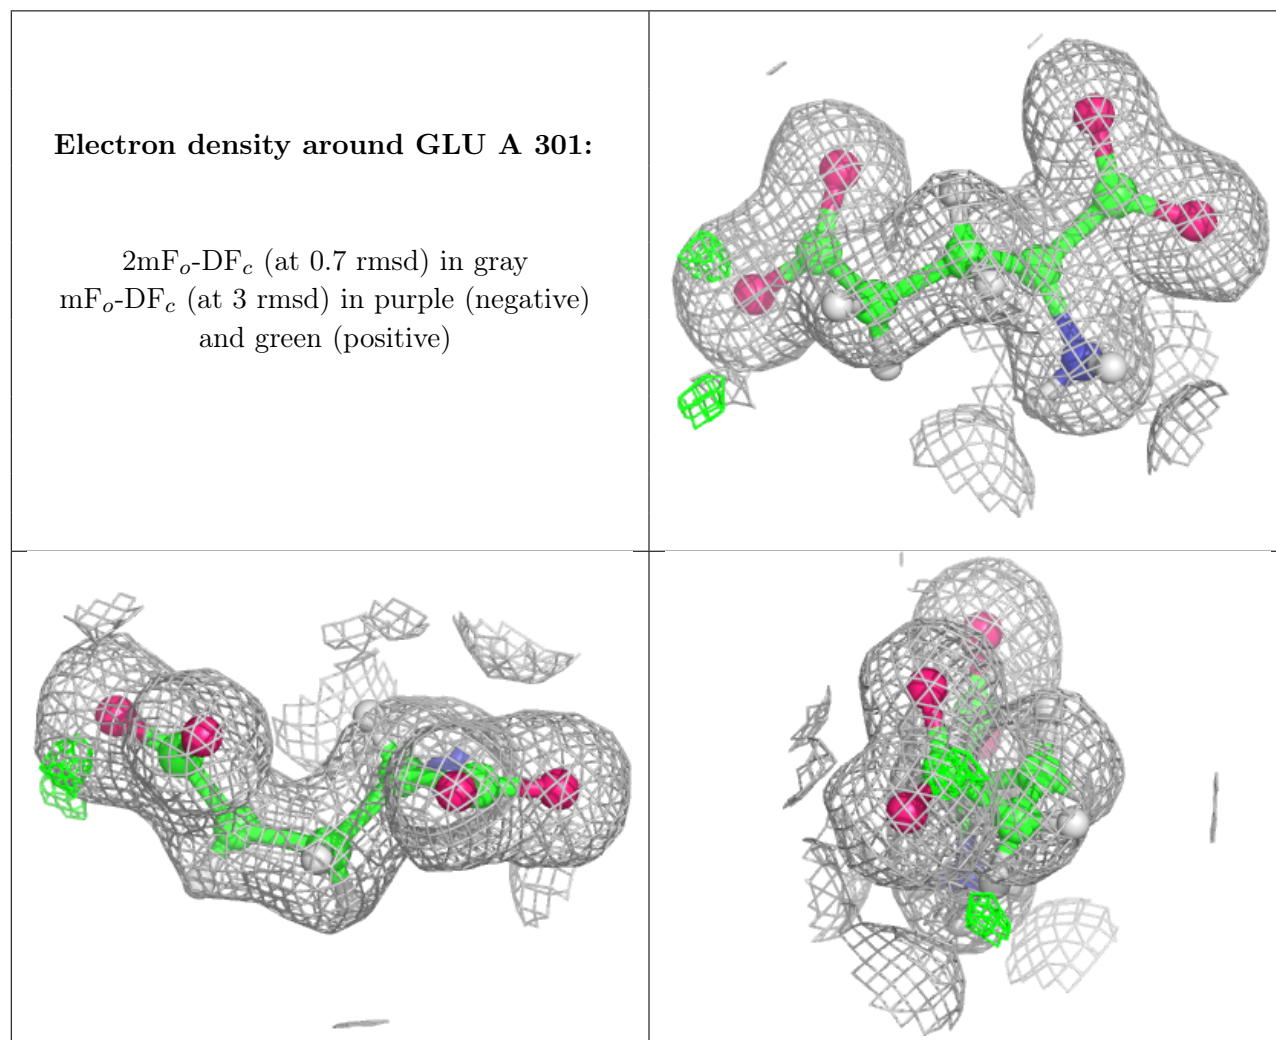 Electron density around GLU A 301:
2mFo-DFc (at 0.7 rmsd) in gray
mFo-DFc (at 3 rmsd) in purple (negative)
and green (positive)